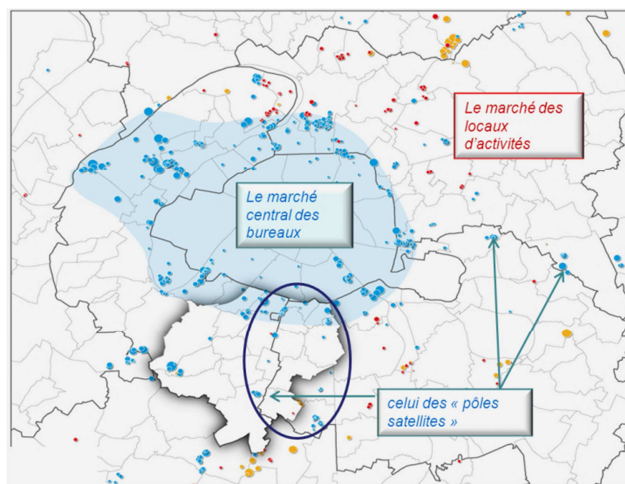 Le marché des
locaux
d'activités
Le marché
central des
bureaux
celui des « pôles
satellites »